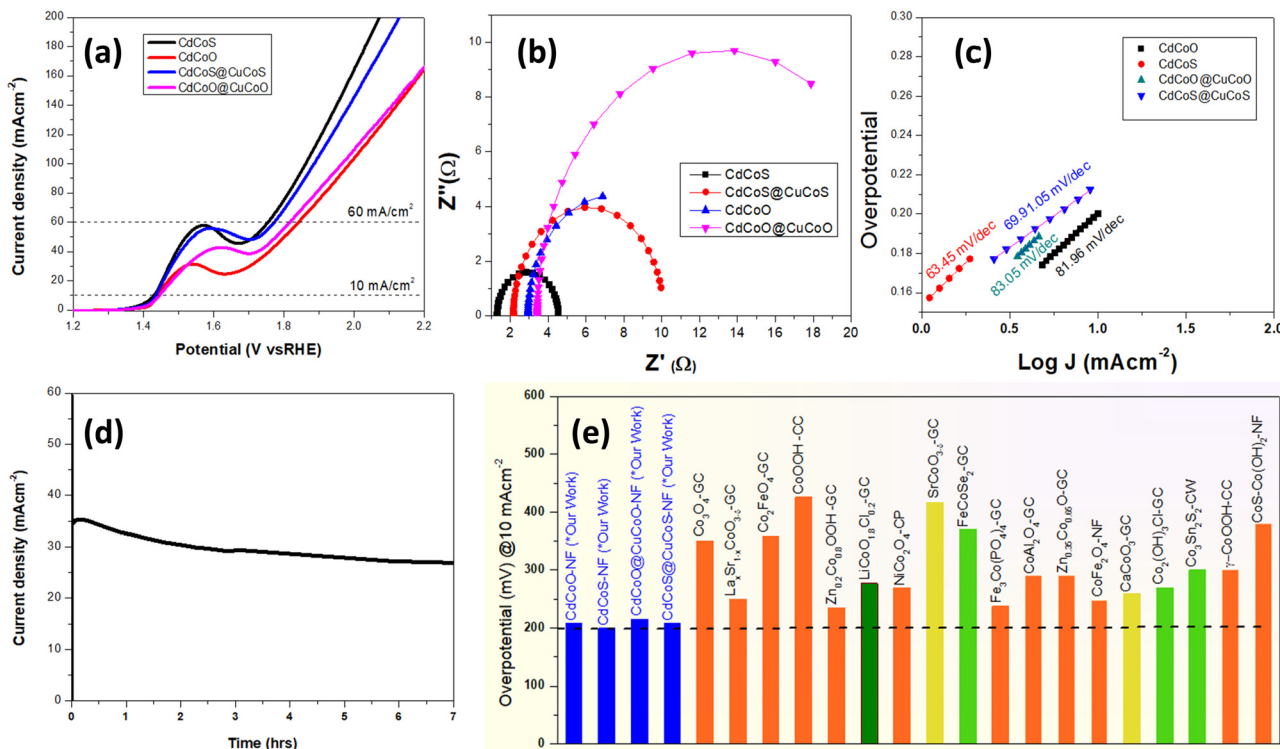 (a)
CdCoS
CdCoO
CdCoS@CuCoS
CdCoO@CuCoO
60 mA/cm²
10 mA/cm²
200
180
160
140
120
100
80
60
40
20
0
1.2 1.4 1.6 1.8 2.0 2.2
Current density (mAcm⁻²)
Potential (V vsRHE)
(b)
CdCoS
CdCoS@CuCoS
CdCoO
CdCoO@CuCoO
10
8
6
4
2
0
2 4 6 8 10 12 14 16 18 20
Z''(Ω)
Z' (Ω)
(c)
CdCoO
CdCoS
CdCoO@CuCoO
CdCoS@CuCoS
63.45 mV/dec
69.91.05 mV/dec
83.05 mV/dec
81.96 mV/dec
0.30
0.28
0.26
0.24
0.22
0.20
0.18
0.16
0.0 0.5 1.0 1.5 2.0
Overpotential
Log J (mAcm⁻²)
(d)
60
55
50
45
40
35
30
25
20
15
10
5
0
0 1 2 3 4 5 6 7
Current density (mAcm⁻²)
Time (hrs)
(e)
600
500
400
300
200
100
0
Overpotential (mV) @10 mAcm⁻²
CdCoO-NF (*Our Work)
CdCoS-NF (*Our Work)
CdCoO@CuCoO-NF (*Our Work)
CdCoS@CuCoS-NF (*Our Work)
Co₃O₄-GC
LaₓSr₁₋ₓCoO₃₋δ-GC
Co₂FeO₄-GC
CoOOH-CC
Zn₀.₂Co₀.₈OOH-GC
LiCoO₁.₈Cl₀.₂-GC
NiCo₂O₄-CP
SrCoO₃₋δ-GC
FeCoSe₂-GC
Fe₃Co(PO₄)₄-GC
CoAl₂O₄-GC
Zn₀.₃₅Co₀.₆₅O-GC
CoFe₂O₄-NF
CaCoO₃-GC
Co₂(OH)₃Cl-GC
Co₃Sn₂S₂-CW
γ-CoOOH-CC
CoS-Co(OH)₂-NF